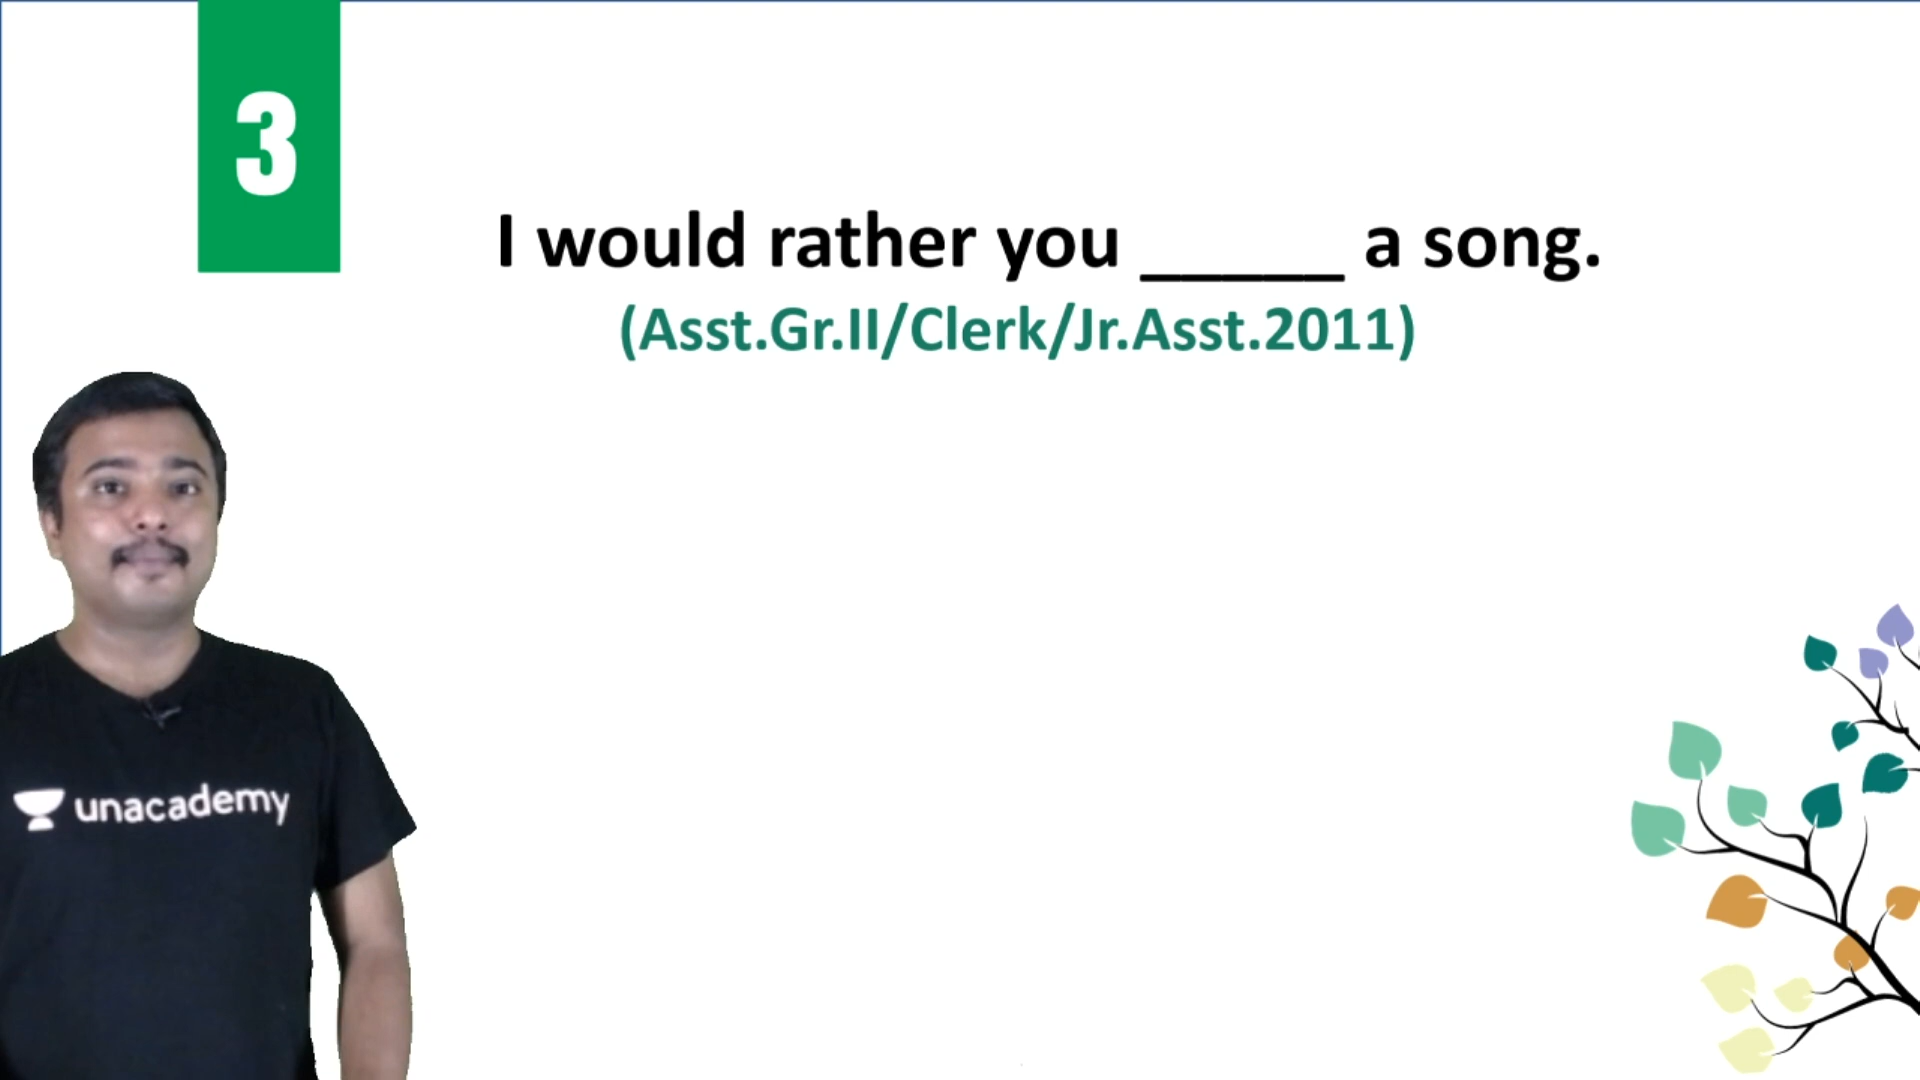 3
I would rather you _____ a song.
(Asst.Gr.II/Clerk/Jr.Asst.2011)
unacademy